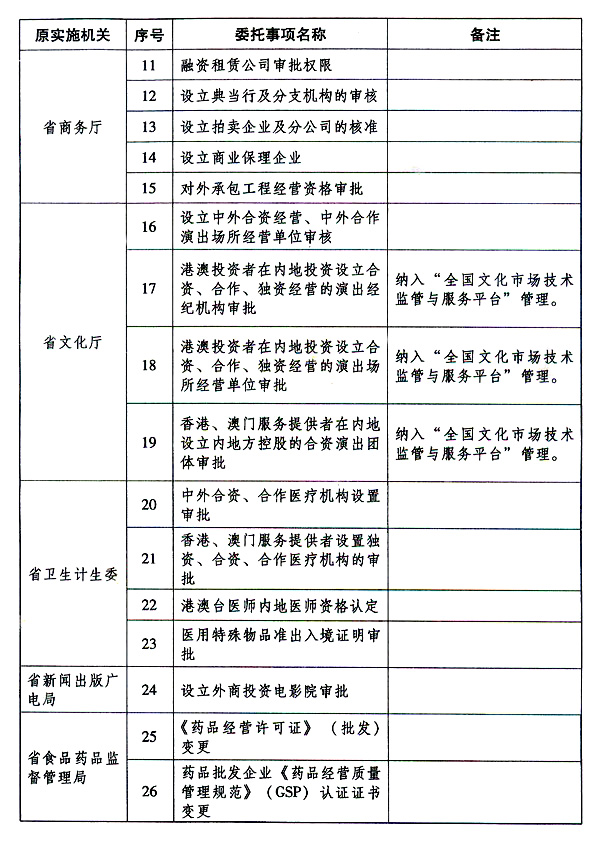 原实施机关 序号 委托事项名称 备注
省商务厅
11 融资租赁公司审批权限
12 设立典当行及分支机构的审核
13 设立拍卖企业及分公司的核准
14 设立商业保理企业
15 对外承包工程经营资格审批
省文化厅
16 设立中外合资经营、中外合作
演出场所经营单位审核
17 港澳投资者在内地投资设立合
资、合作、独资经营的演出经
纪机构审批
纳入“全国文化市场技术
监管与服务平台”管理。
18 港澳投资者在内地投资设立合
资、合作、独资经营的演出场
所经营单位审批
纳入“全国文化市场技术
监管与服务平台”管理。
19 香港、澳门服务提供者在内地
设立内地方控股的合资演出团
体审批
纳入“全国文化市场技术
监管与服务平台”管理。
省卫生计生委
20 中外合资、合作医疗机构设置
审批
21 香港、澳门服务提供者设置独
资、合资、合作医疗机构的审
批
22 港澳台医师内地医师资格认定
23 医用特殊物品准出入境证明审
批
省新闻出版广
电局
24 设立外商投资电影院审批
省食品药品监
督管理局
25 《药品经营许可证》（批发）
变更
26 药品批发企业《药品经营质量
管理规范》（GSP）认证证书
变更